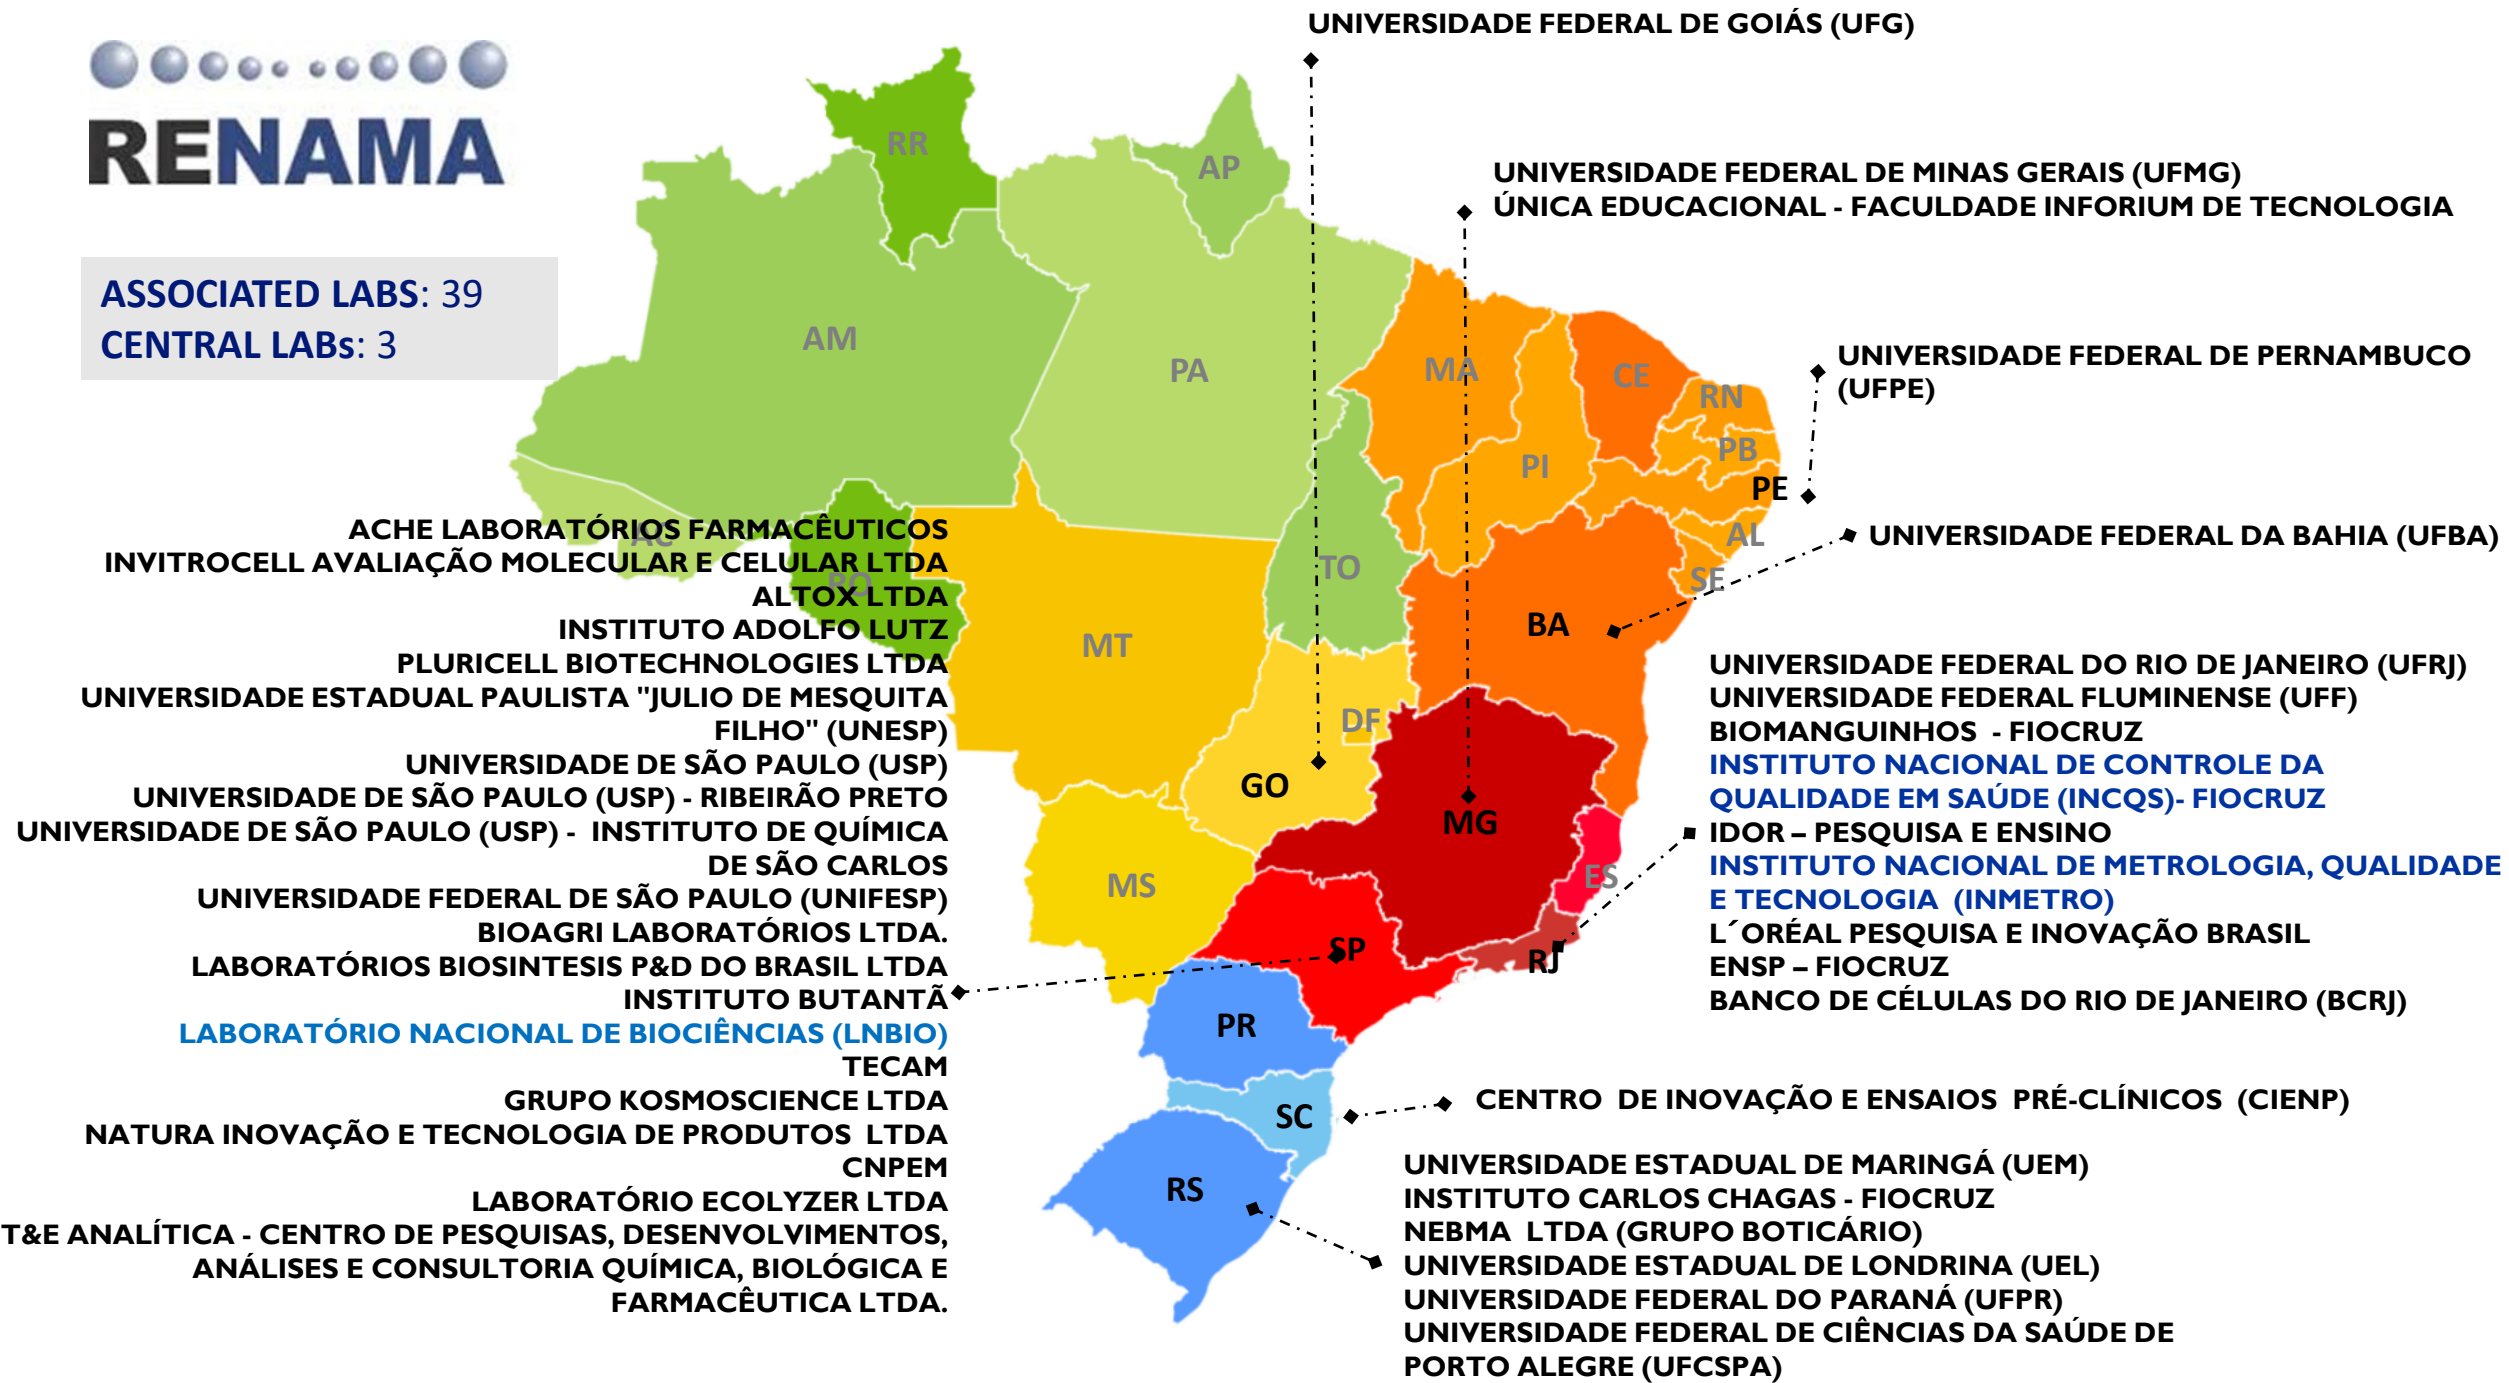 RENAMA
ASSOCIATED LABS: 39
CENTRAL LABs: 3
UNIVERSIDADE FEDERAL DE GOIÁS (UFG)
UNIVERSIDADE FEDERAL DE MINAS GERAIS (UFMG)
ÚNICA EDUCACIONAL - FACULDADE INFORIUM DE TECNOLOGIA
UNIVERSIDADE FEDERAL DE PERNAMBUCO
(UFPE)
UNIVERSIDADE FEDERAL DA BAHIA (UFBA)
RR
AP
AM
PA
MA
CE
RN
PB
PI
PE
AC
AL
RO
TO
SE
MT
BA
DF
GO
MG
MS
ES
SP
RJ
PR
SC
RS
ACHE LABORATÓRIOS FARMACÊUTICOS
INVITROCELL AVALIAÇÃO MOLECULAR E CELULAR LTDA
ALTOX LTDA
INSTITUTO ADOLFO LUTZ
PLURICELL BIOTECHNOLOGIES LTDA
UNIVERSIDADE ESTADUAL PAULISTA "JULIO DE MESQUITA
FILHO" (UNESP)
UNIVERSIDADE DE SÃO PAULO (USP)
UNIVERSIDADE DE SÃO PAULO (USP) - RIBEIRÃO PRETO
UNIVERSIDADE DE SÃO PAULO (USP) - INSTITUTO DE QUÍMICA
DE SÃO CARLOS
UNIVERSIDADE FEDERAL DE SÃO PAULO (UNIFESP)
BIOAGRI LABORATÓRIOS LTDA.
LABORATÓRIOS BIOSINTESIS P&D DO BRASIL LTDA
INSTITUTO BUTANTÃ
LABORATÓRIO NACIONAL DE BIOCIÊNCIAS (LNBIO)
TECAM
GRUPO KOSMOSCIENCE LTDA
NATURA INOVAÇÃO E TECNOLOGIA DE PRODUTOS LTDA
CNPEM
LABORATÓRIO ECOLYZER LTDA
T&E ANALÍTICA - CENTRO DE PESQUISAS, DESENVOLVIMENTOS,
ANÁLISES E CONSULTORIA QUÍMICA, BIOLÓGICA E
FARMACÊUTICA LTDA.
UNIVERSIDADE FEDERAL DO RIO DE JANEIRO (UFRJ)
UNIVERSIDADE FEDERAL FLUMINENSE (UFF)
BIOMANGUINHOS - FIOCRUZ
INSTITUTO NACIONAL DE CONTROLE DA
QUALIDADE EM SAÚDE (INCQS)- FIOCRUZ
IDOR – PESQUISA E ENSINO
INSTITUTO NACIONAL DE METROLOGIA, QUALIDADE
E TECNOLOGIA (INMETRO)
L´ORÉAL PESQUISA E INOVAÇÃO BRASIL
ENSP – FIOCRUZ
BANCO DE CÉLULAS DO RIO DE JANEIRO (BCRJ)
CENTRO DE INOVAÇÃO E ENSAIOS PRÉ-CLÍNICOS (CIENP)
UNIVERSIDADE ESTADUAL DE MARINGÁ (UEM)
INSTITUTO CARLOS CHAGAS - FIOCRUZ
NEBMA LTDA (GRUPO BOTICÁRIO)
UNIVERSIDADE ESTADUAL DE LONDRINA (UEL)
UNIVERSIDADE FEDERAL DO PARANÁ (UFPR)
UNIVERSIDADE FEDERAL DE CIÊNCIAS DA SAÚDE DE
PORTO ALEGRE (UFCSPA)